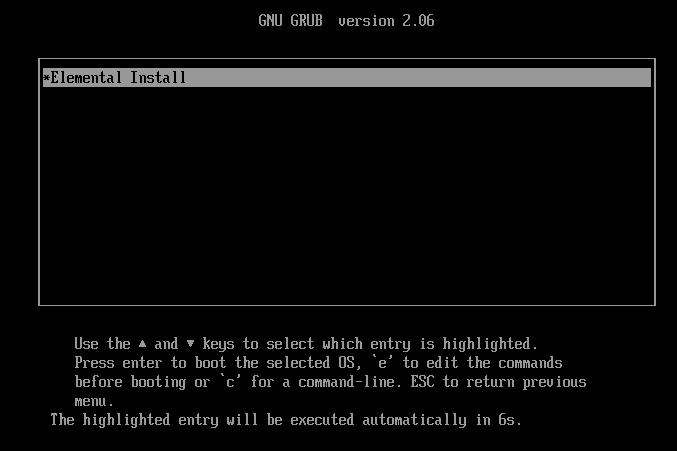 GNU GRUB  version 2.06
*Elemental Install
Use the ▲ and ▼ keys to select which entry is highlighted.
Press enter to boot the selected OS, `e' to edit the commands
before booting or `c' for a command-line. ESC to return previous
menu.
The highlighted entry will be executed automatically in 6s.